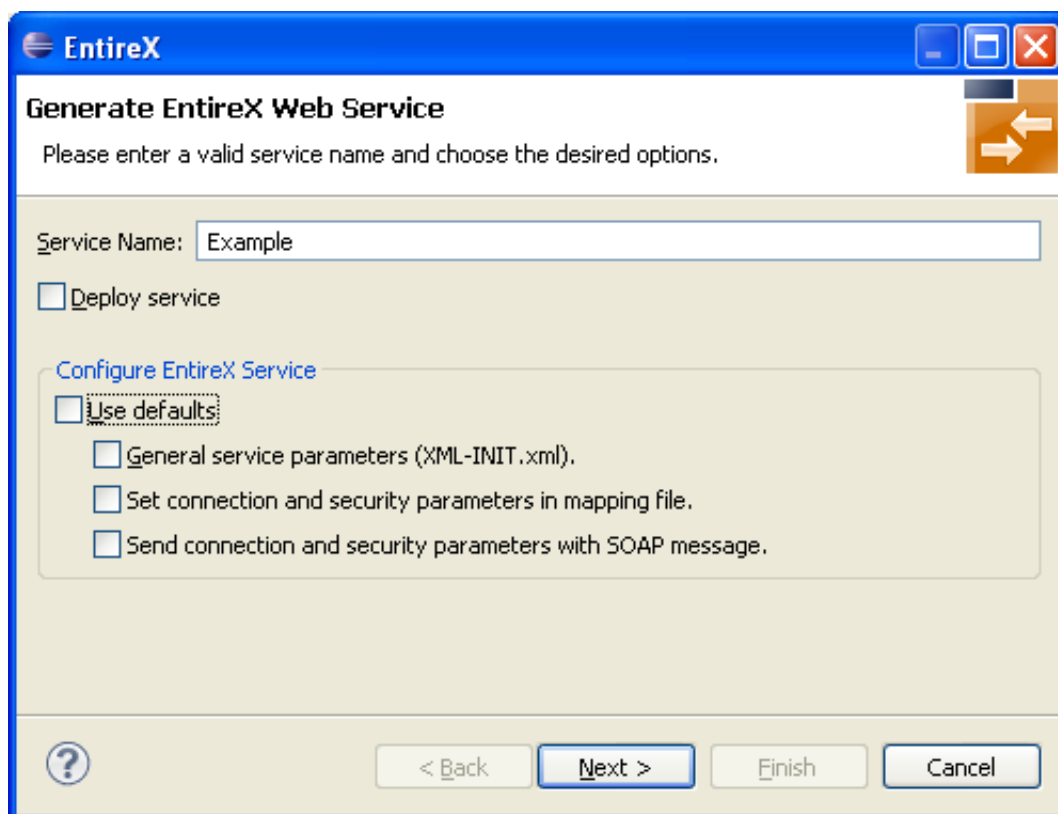 EntireX
Generate EntireX Web Service
Please enter a valid service name and choose the desired options.
Service Name: Example
Deploy service
Configure EntireX Service
Use defaults
General service parameters (XML-INIT.xml).
Set connection and security parameters in mapping file.
Send connection and security parameters with SOAP message.
? < Back Next > Finish Cancel